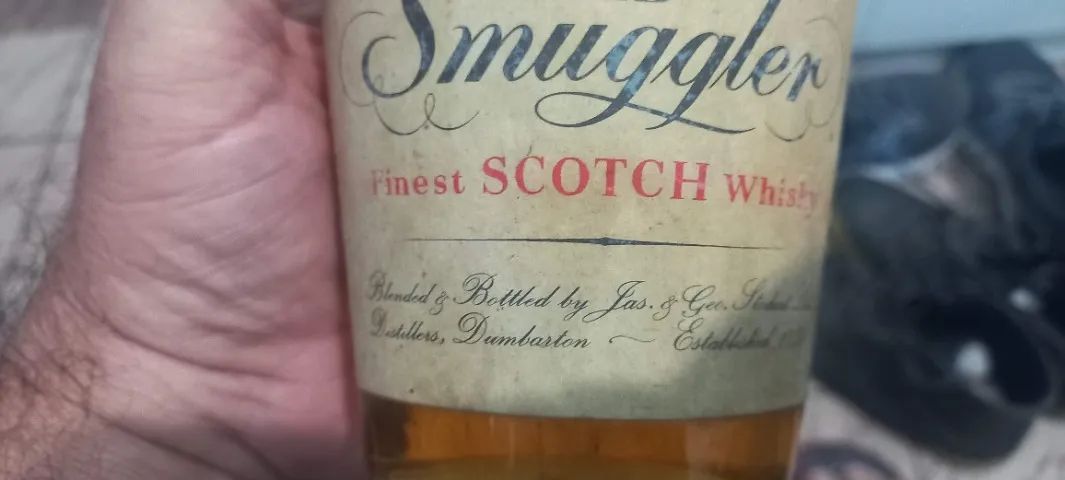 Smuggler
Finest SCOTCH Whisky
Blended & Bottled by Jas. & Geo.
Distillers, Dumbarton ~ Established